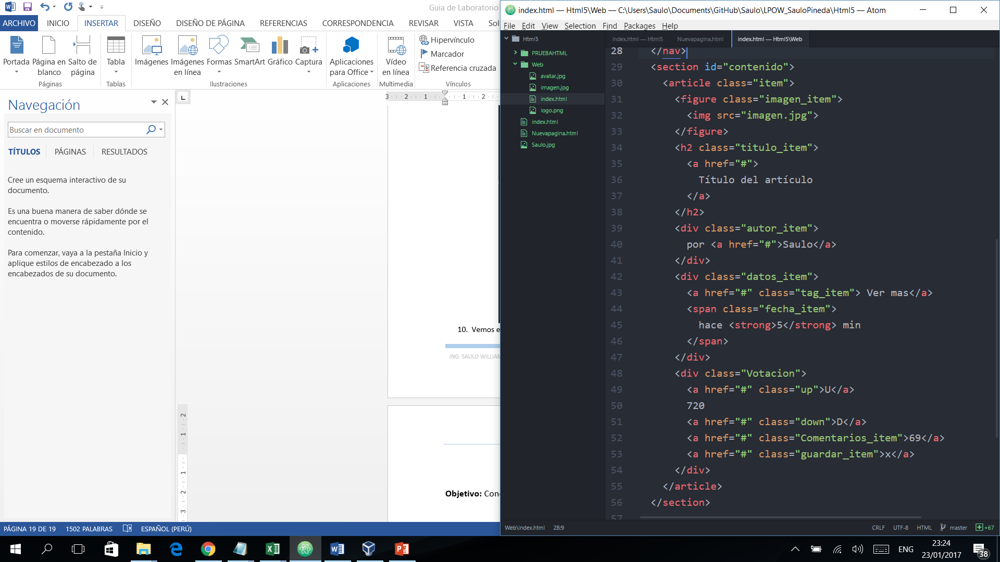 Guia de Laboratorio
ARCHIVO INICIO INSERTAR DISEÑO DISEÑO DE PÁGINA REFERENCIAS CORRESPONDENCIA REVISAR VISTA Sol
Portada Página en blanco Salto de página Tabla Imágenes Imágenes en línea Formas SmartArt Gráfico Captura Aplicaciones para Office Vídeo en línea
Hipervínculo
Marcador
Referencia cruzada
Páginas Tablas Ilustraciones Aplicaciones Multimedia Vínculos
Navegación
Buscar en documento
TÍTULOS PÁGINAS RESULTADOS
Cree un esquema interactivo de su
documento.
Es una buena manera de saber dónde se
encuentra o moverse rápidamente por el
contenido.
Para comenzar, vaya a la pestaña Inicio y
aplique estilos de encabezado a los
encabezados de su documento.
L
3 2 1 1 2
2
1
1
2
3
10. Vemos e
ING. SAULO WILLIAM
Objetivo: Con
PÁGINA 19 DE 19 1502 PALABRAS ESPAÑOL (PERÚ)
index.html — Html5\Web — C:\Users\Saulo\Documents\GitHub\Saulo\LPOW_SauloPineda\Html5 — Atom
File Edit View Selection Find Packages Help
Html5
PRUEBAHTML
Web
avatar.jpg
imagen.jpg
index.html
logo.png
index.html
Nuevapagina.html
Saulo.jpg
index.html — Html5 Nuevapagina.html index.html — Html5\Web
28 </nav>
29 <section id="contenido">
30 <article class="item">
31 <figure class="imagen_item">
32 <img src="imagen.jpg">
33 </figure>
34 <h2 class="titulo_item">
35 <a href="#">
36 Título del artículo
37 </a>
38 </h2>
39 <div class="autor_item">
40 por <a href="#">Saulo</a>
41 </div>
42 <div class="datos_item">
43 <a href="#" class="tag_item"> Ver mas</a>
44 <span class="fecha_item">
45 hace <strong>5</strong> min
46 </span>
47 </div>
48 <div class="Votacion">
49 <a href="#" class="up">U</a>
50 720
51 <a href="#" class="down">D</a>
52 <a href="#" class="Comentarios_item">69</a>
53 <a href="#" class="guardar_item">x</a>
54 </div>
55 </article>
56 </section>
57
Web\index.html 28:9 CRLF UTF-8 HTML master +67
ENG 23:24
23/01/2017 38